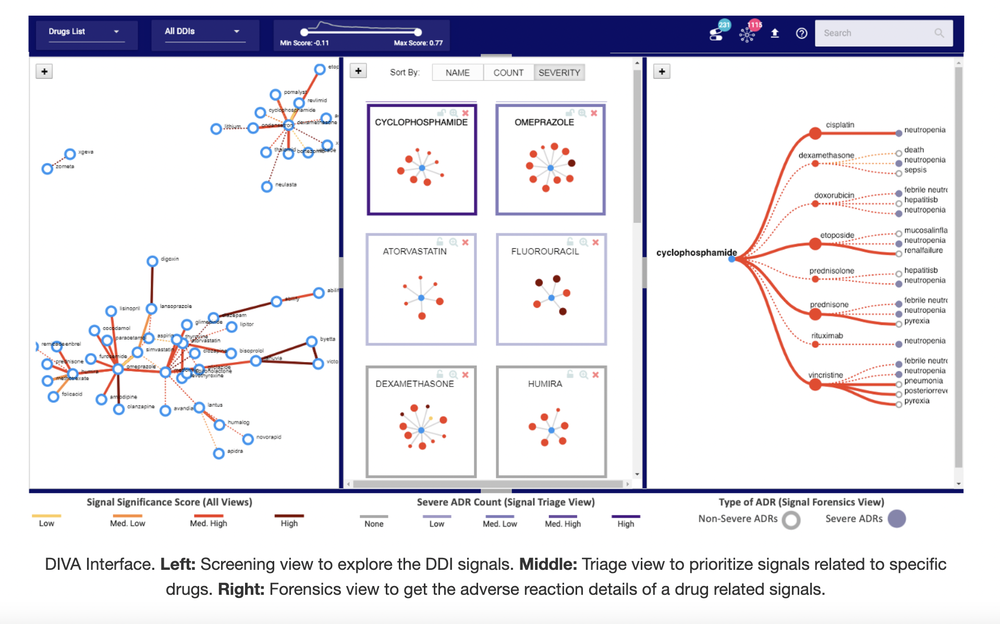 Drugs List
All DDIs
Min Score: -0.11
Max Score: 0.77
231
1115
Search
+
etop
pomalyst
revlimid
cyclophosphamide
lithium
ondansetron
dexamethasone
thalomid
bortezomib
velcade
neulasta
xgeva
zometa
digoxin
lansoprazole
lisinopril
cocodamol
paracetamol
aspirin
simvastatin
glimepiride
lipitor
thyroxine
atorvastatin
clozapine
bisoprolol
abilify
abilif
byetta
januvia
victo
remicade
enbrel
prednisone
humira
methotrexate
folicacid
furosemide
omeprazole
metformin
gliclazide
spironolactone
levothyroxine
amlodipine
olanzapine
avandia
lantus
humalog
novorapid
apidra
+
Sort By:
NAME
COUNT
SEVERITY
CYCLOPHOSPHAMIDE
OMEPRAZOLE
ATORVASTATIN
FLUOROURACIL
DEXAMETHASONE
HUMIRA
+
cyclophosphamide
cisplatin
neutropenia
dexamethasone
death
neutropenia
sepsis
doxorubicin
febrile neutr
hepatitisb
neutropenia
etoposide
mucosalinfla
neutropenia
renalfailure
prednisolone
hepatitisb
neutropenia
prednisone
febrile neutr
neutropenia
pyrexia
rituximab
neutropenia
vincristine
febrile neutr
neutropenia
pneumonia
posteriorreve
pyrexia
Signal Significance Score (All Views)
Low
Med. Low
Med. High
High
Severe ADR Count (Signal Triage View)
None
Low
Med. Low
Med. High
High
Type of ADR (Signal Forensics View)
Non-Severe ADRs
Severe ADRs
DIVA Interface. Left: Screening view to explore the DDI signals. Middle: Triage view to prioritize signals related to specific
drugs. Right: Forensics view to get the adverse reaction details of a drug related signals.